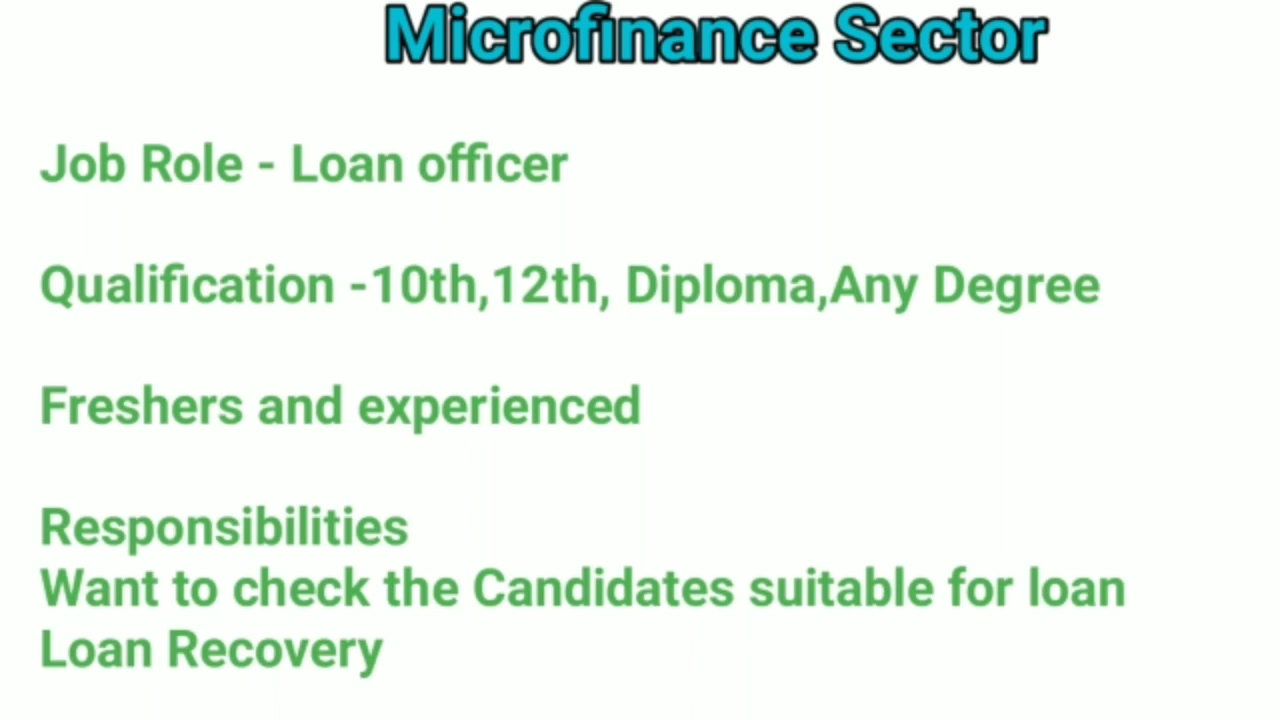 Microfinance Sector
Job Role - Loan officer
Qualification -10th,12th, Diploma,Any Degree
Freshers and experienced
Responsibilities
Want to check the Candidates suitable for loan
Loan Recovery